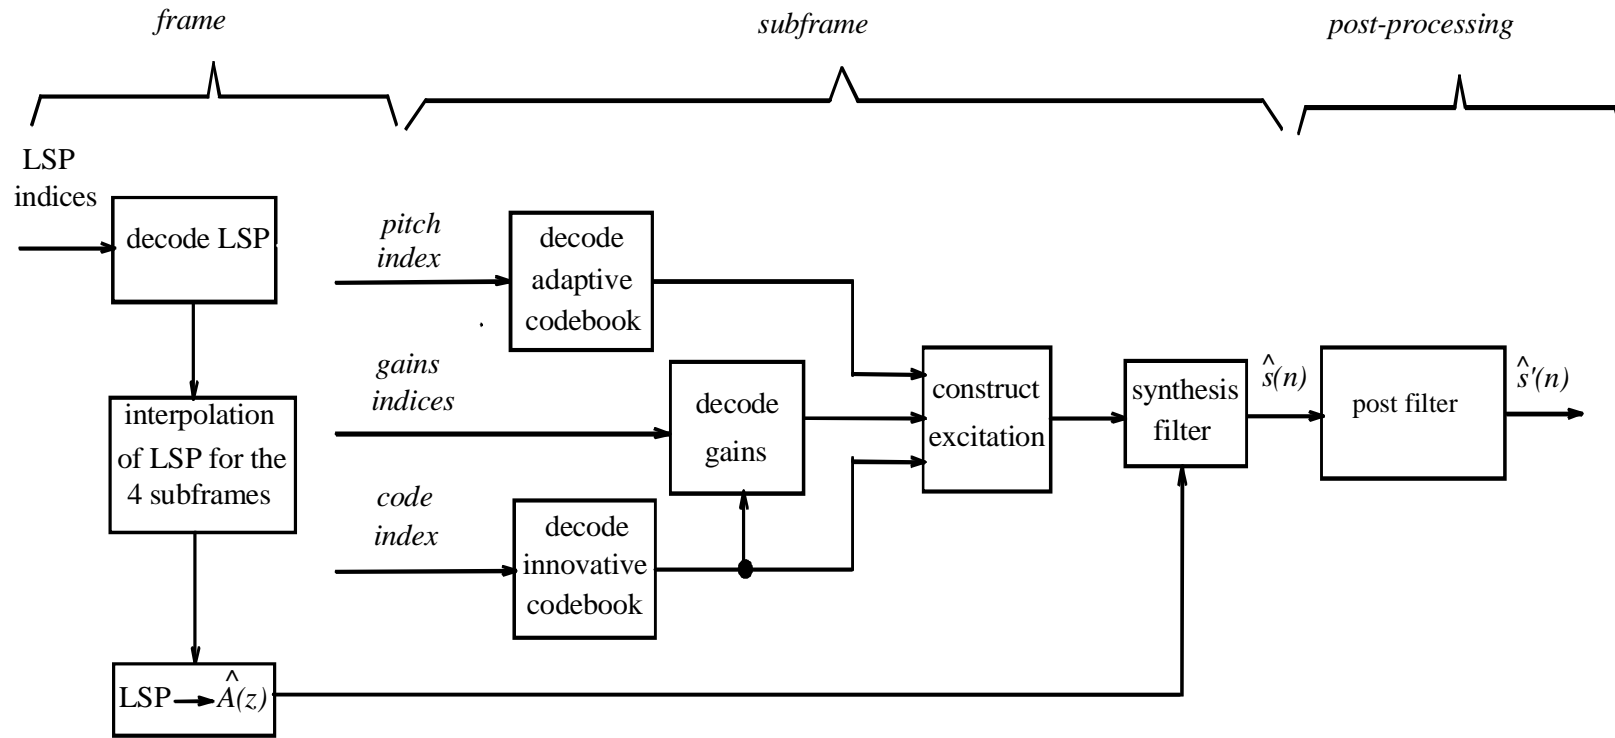 frame
subframe
post-processing
LSP
indices
decode LSP
interpolation
of LSP for the
4 subframes
LSP Â(z)
pitch
index
decode
adaptive
codebook
gains
indices
decode
gains
code
index
decode
innovative
codebook
construct
excitation
synthesis
filter
ŝ(n)
post filter
ŝ'(n)